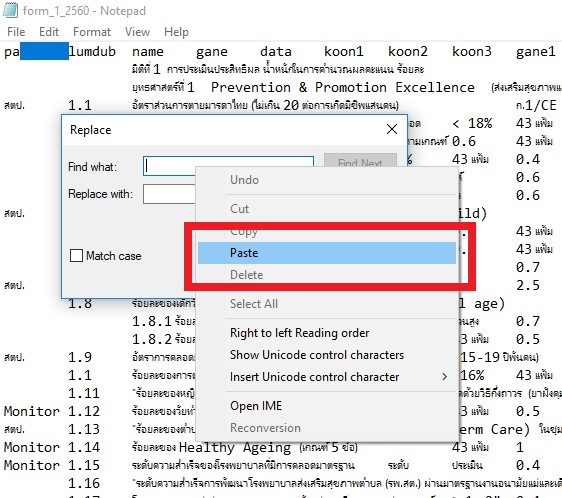 form_1_2560 - Notepad
File Edit Format View Help
pa lumdub name gane data koon1 koon2 koon3 gane1
มิติที่ 1 การประเมินประสิทธิผล น้ำหนักในการคำนวณผลคะแนน ร้อยละ
ยุทธศาสตร์ที่ 1 Prevention & Promotion Excellence (ส่งเสริมสุขภาพแ
สตป. 1.1 อัตราส่วนการตายมารดาไทย (ไม่เกิน 20 ต่อการเกิดมีชีพแสนคน) ก.1/CE
< 18% 43 แฟ้ม
ตามเกณฑ์ 0.6 43 แฟ้ม
% 43 แฟ้ม 0.4
0.6
0.6
สตป. ild)
43 แฟ้ม
43 แฟ้ม
0.7
สตป. 2.5
1.8 ร้อยละของเด็กวั l age)
1.8.1 ร้อยล วนสูง 0.7
1.8.2 ร้อยล 43 แฟ้ม 0.5
สตป. 1.9 อัตราการคลอดม 15-19 ปีพันคน)
1.1 ร้อยละของการต 16% 43 แฟ้ม
1.11 "ร้อยละของหญิ ด้วยวิธีกึ่งถาวร (ยาฝังคุม
Monitor 1.12 ร้อยละของวัยทำ 43 แฟ้ม 0.5
สตป. 1.13 "ร้อยละของตำบ erm Care) ในชุม
Monitor 1.14 ร้อยละของ Healthy Ageing (เกณฑ์ 5 ข้อ) 43 แฟ้ม 1
Monitor 1.15 ระดับความสำเร็จของโรงพยาบาลที่มีการคลอดมาตรฐาน ระดับ ประเมิน 0.4
1.16 "ระดับความสำเร็จการพัฒนาโรงพยาบาลส่งเสริมสุขภาพตำบล (รพ.สต.) ผ่านมาตรฐานงานอนามัยแม่และเด็
1.17
Replace
Find what:
Find Next
Replace with:
Match case
Undo
Cut
Copy
Paste
Delete
Select All
Right to left Reading order
Show Unicode control characters
Insert Unicode control character
Open IME
Reconversion